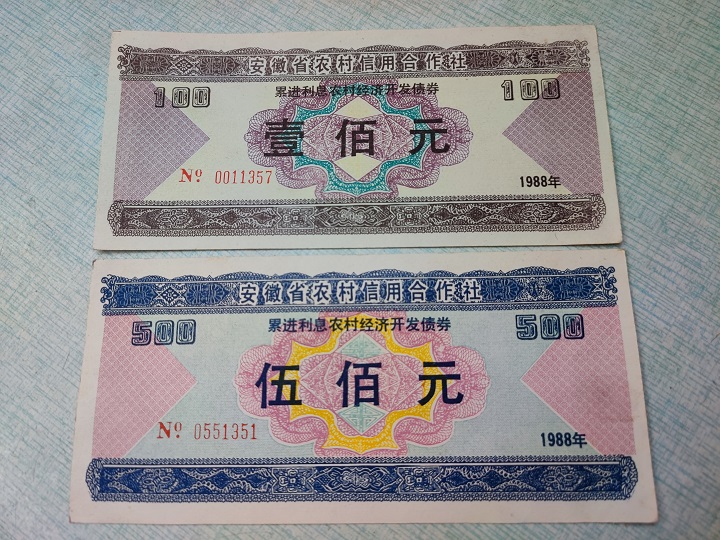 安徽省农村信用合作社
累进利息农村经济开发债券
100 100
壹佰元
Nº 0011357
1988年
安徽省农村信用合作社
累进利息农村经济开发债券
500 500
伍佰元
Nº 0551351
1988年